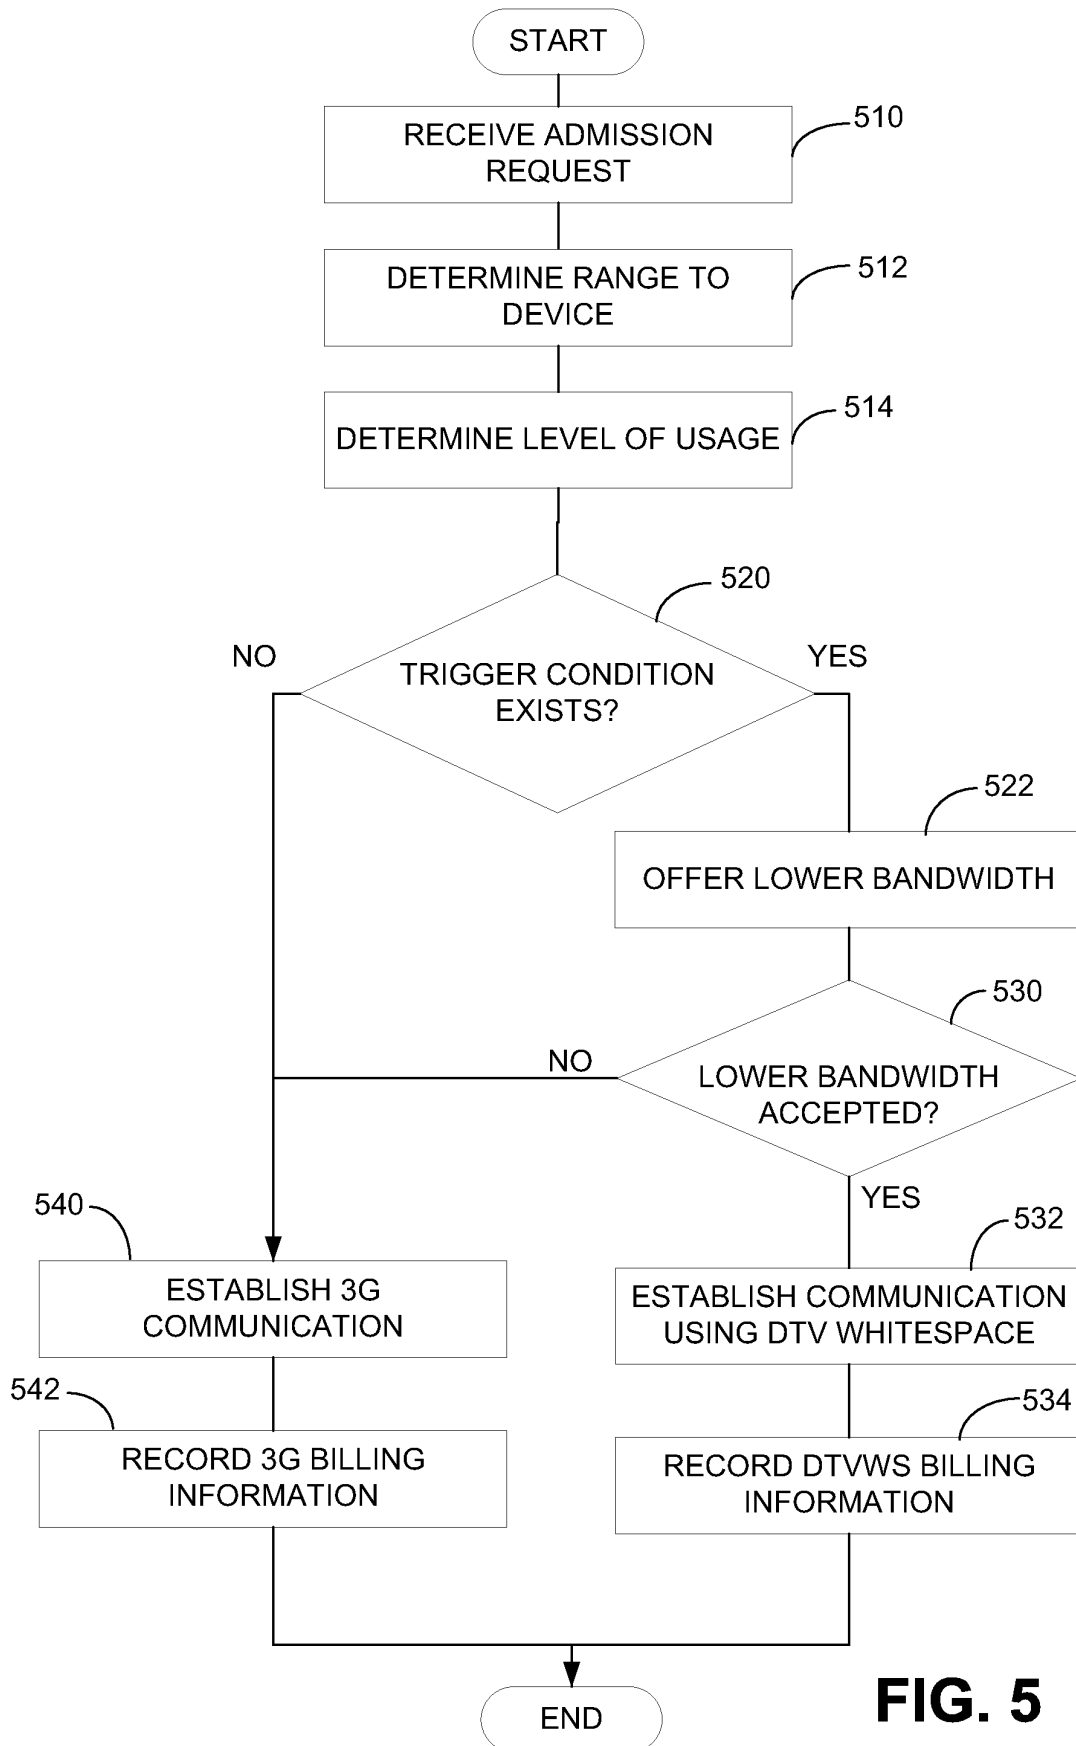 START
RECEIVE ADMISSION
REQUEST
510
DETERMINE RANGE TO
DEVICE
512
DETERMINE LEVEL OF USAGE
514
520
NO
TRIGGER CONDITION
EXISTS?
YES
522
OFFER LOWER BANDWIDTH
530
NO
LOWER BANDWIDTH
ACCEPTED?
YES
540
ESTABLISH 3G
COMMUNICATION
532
ESTABLISH COMMUNICATION
USING DTV WHITESPACE
542
RECORD 3G BILLING
INFORMATION
534
RECORD DTVWS BILLING
INFORMATION
END
FIG. 5